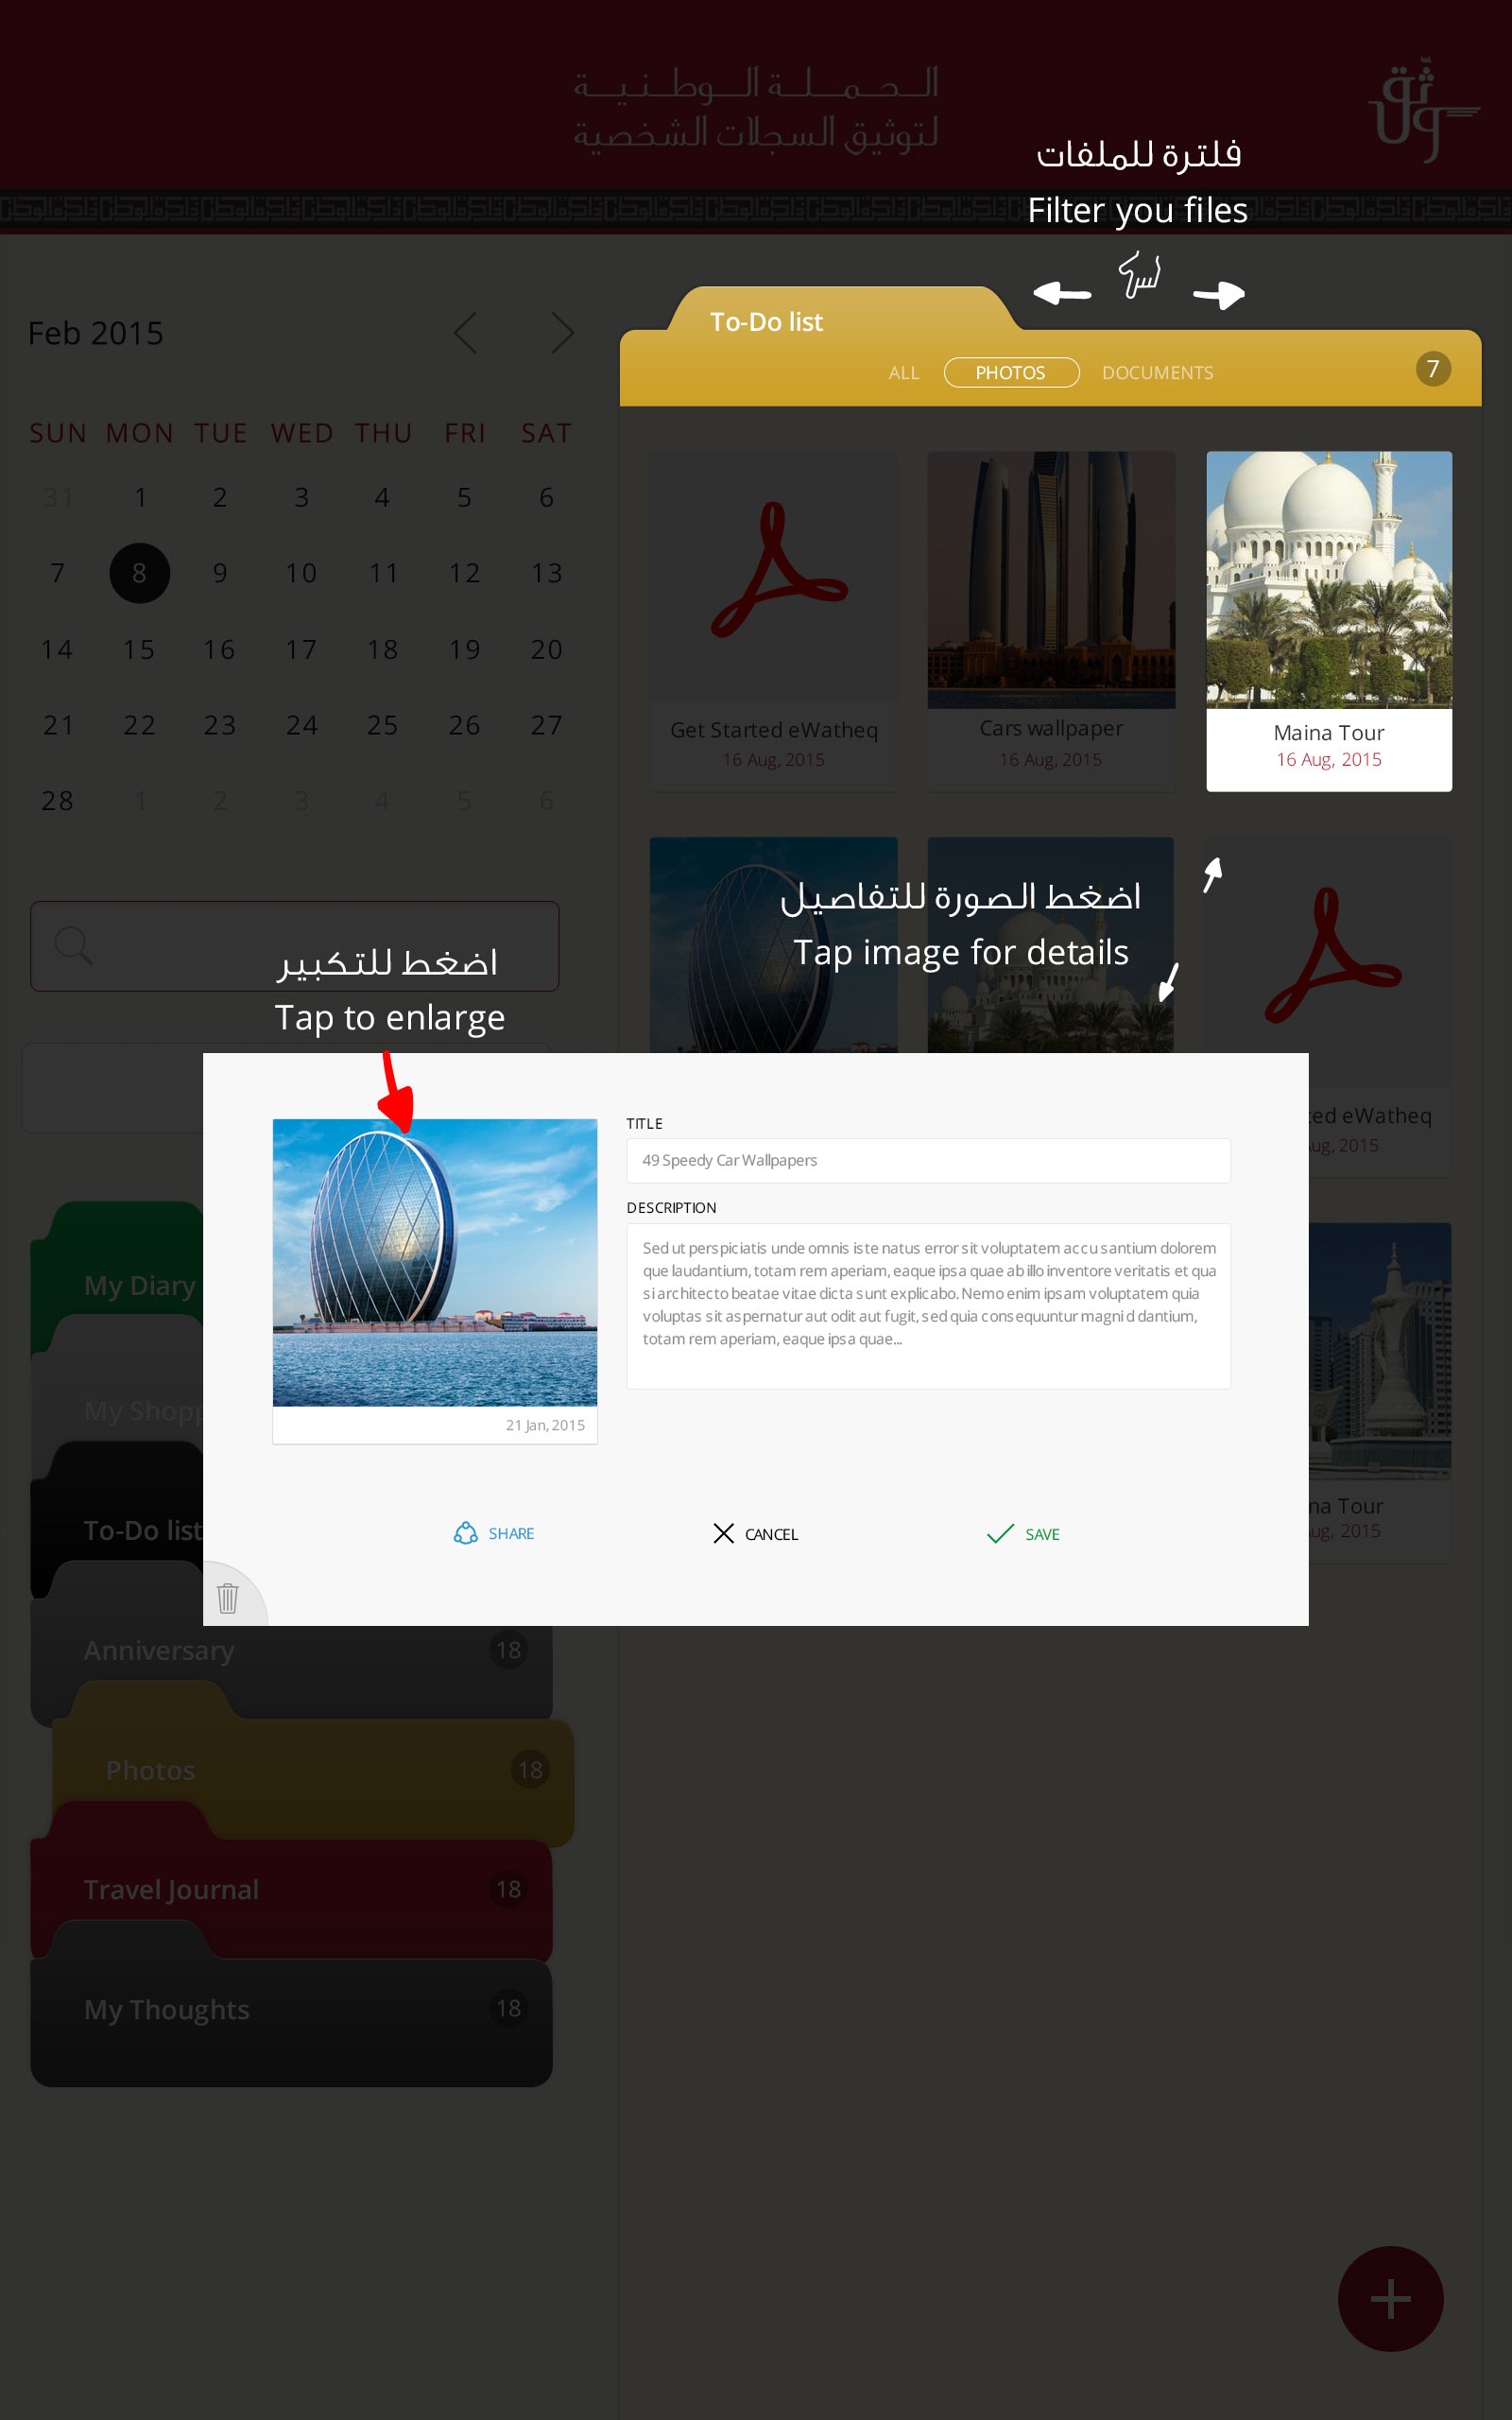 الحملة الوطنية
لتوثيق السجلات الشخصية
وثّق
فلترة للملفات
Filter you files
Feb 2015
SUN MON TUE WED THU FRI SAT
31 1 2 3 4 5 6
7 8 9 10 11 12 13
14 15 16 17 18 19 20
21 22 23 24 25 26 27
28 1 2 3 4 5 6
To-Do list
ALL PHOTOS DOCUMENTS 7
Get Started eWatheq
16 Aug, 2015
Cars wallpaper
16 Aug, 2015
Maina Tour
16 Aug, 2015
اضغط الصورة للتفاصيل
Tap image for details
اضغط للتكبير
Tap to enlarge
ted eWatheq
Aug, 2015
TITLE
49 Speedy Car Wallpapers
DESCRIPTION
Sed ut perspiciatis unde omnis iste natus error sit voluptatem accusantium dolorem
que laudantium, totam rem aperiam, eaque ipsa quae ab illo inventore veritatis et qua
si architecto beatae vitae dicta sunt explicabo. Nemo enim ipsam voluptatem quia
voluptas sit aspernatur aut odit aut fugit, sed quia consequuntur magni d dantium,
totam rem aperiam, eaque ipsa quae...
21 Jan, 2015
SHARE CANCEL SAVE
na Tour
Aug, 2015
My Diary
My Shopp
To-Do list
Anniversary 18
Photos 18
Travel Journal 18
My Thoughts 18